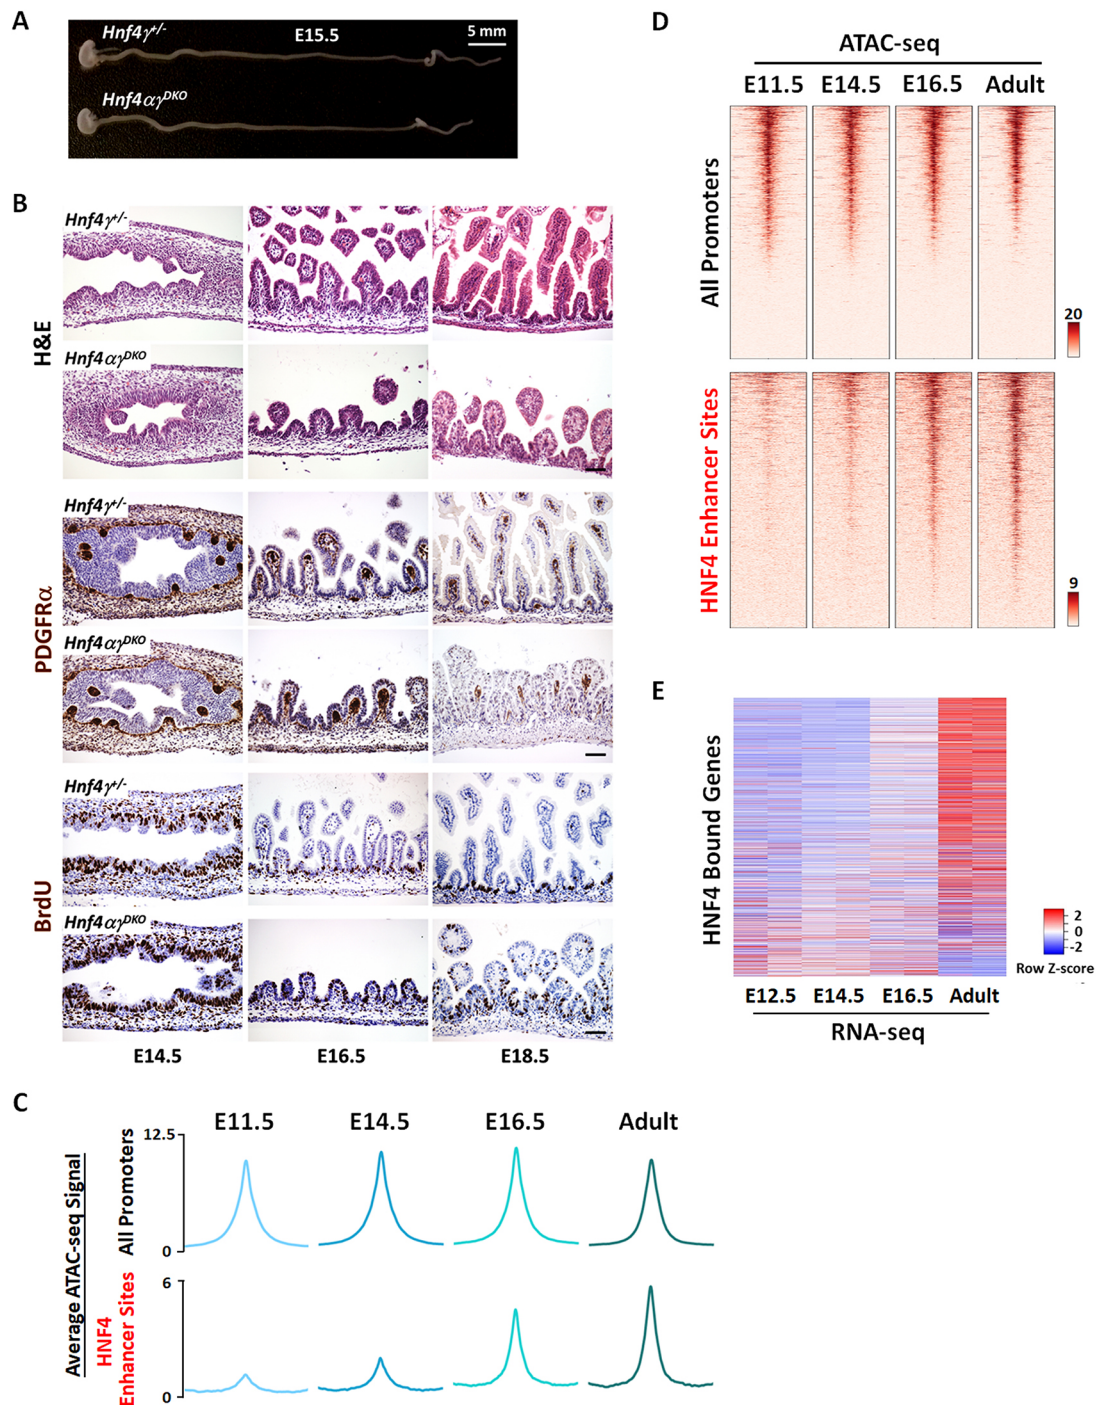 A
Hnf4γ+/-
E15.5
5 mm
Hnf4αγDKO
B
H&E
Hnf4γ+/-
Hnf4αγDKO
PDGFRα
Hnf4γ+/-
Hnf4αγDKO
BrdU
Hnf4γ+/-
Hnf4αγDKO
E14.5 E16.5 E18.5
C
E11.5 E14.5 E16.5 Adult
Average ATAC-seq Signal
All Promoters
12.5
0
HNF4
Enhancer Sites
6
0
D
ATAC-seq
E11.5 E14.5 E16.5 Adult
All Promoters
20
HNF4 Enhancer Sites
9
E
HNF4 Bound Genes
2
0
-2
Row Z-score
E12.5 E14.5 E16.5 Adult
RNA-seq